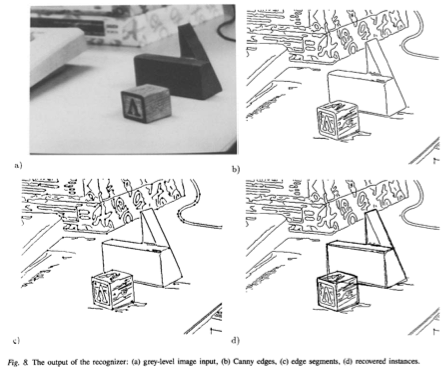 a)
b)
c)
d)
Fig. 8. The output of the recognizer: (a) grey-level image input, (b) Canny edges, (c) edge segments, (d) recovered instances.